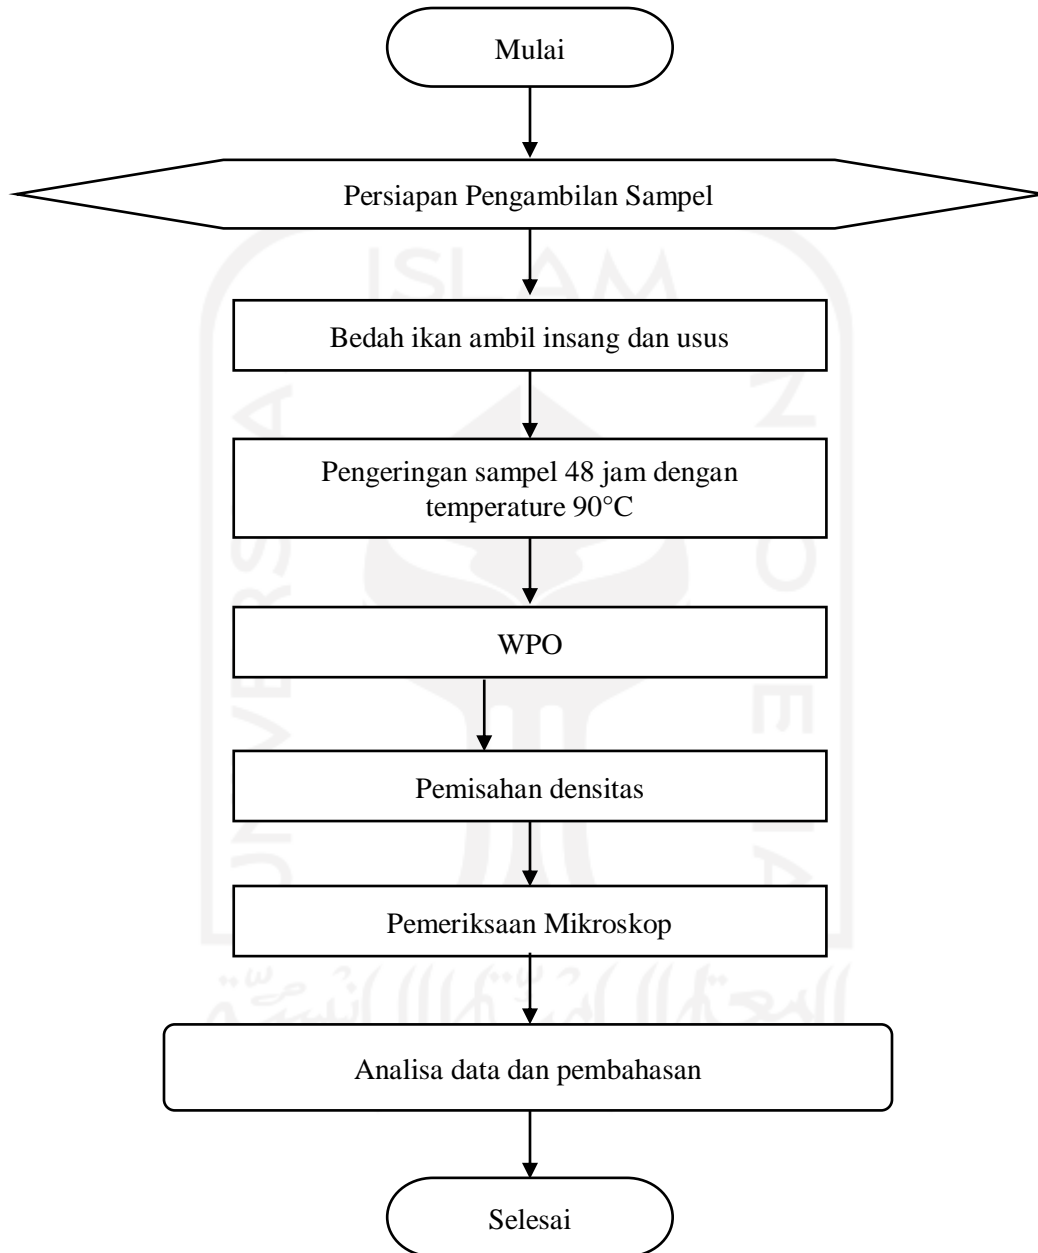 Mulai
Persiapan Pengambilan Sampel
Bedah ikan ambil insang dan usus
Pengeringan sampel 48 jam dengan
temperature 90°C
WPO
Pemisahan densitas
Pemeriksaan Mikroskop
Analisa data dan pembahasan
Selesai
ISLAM